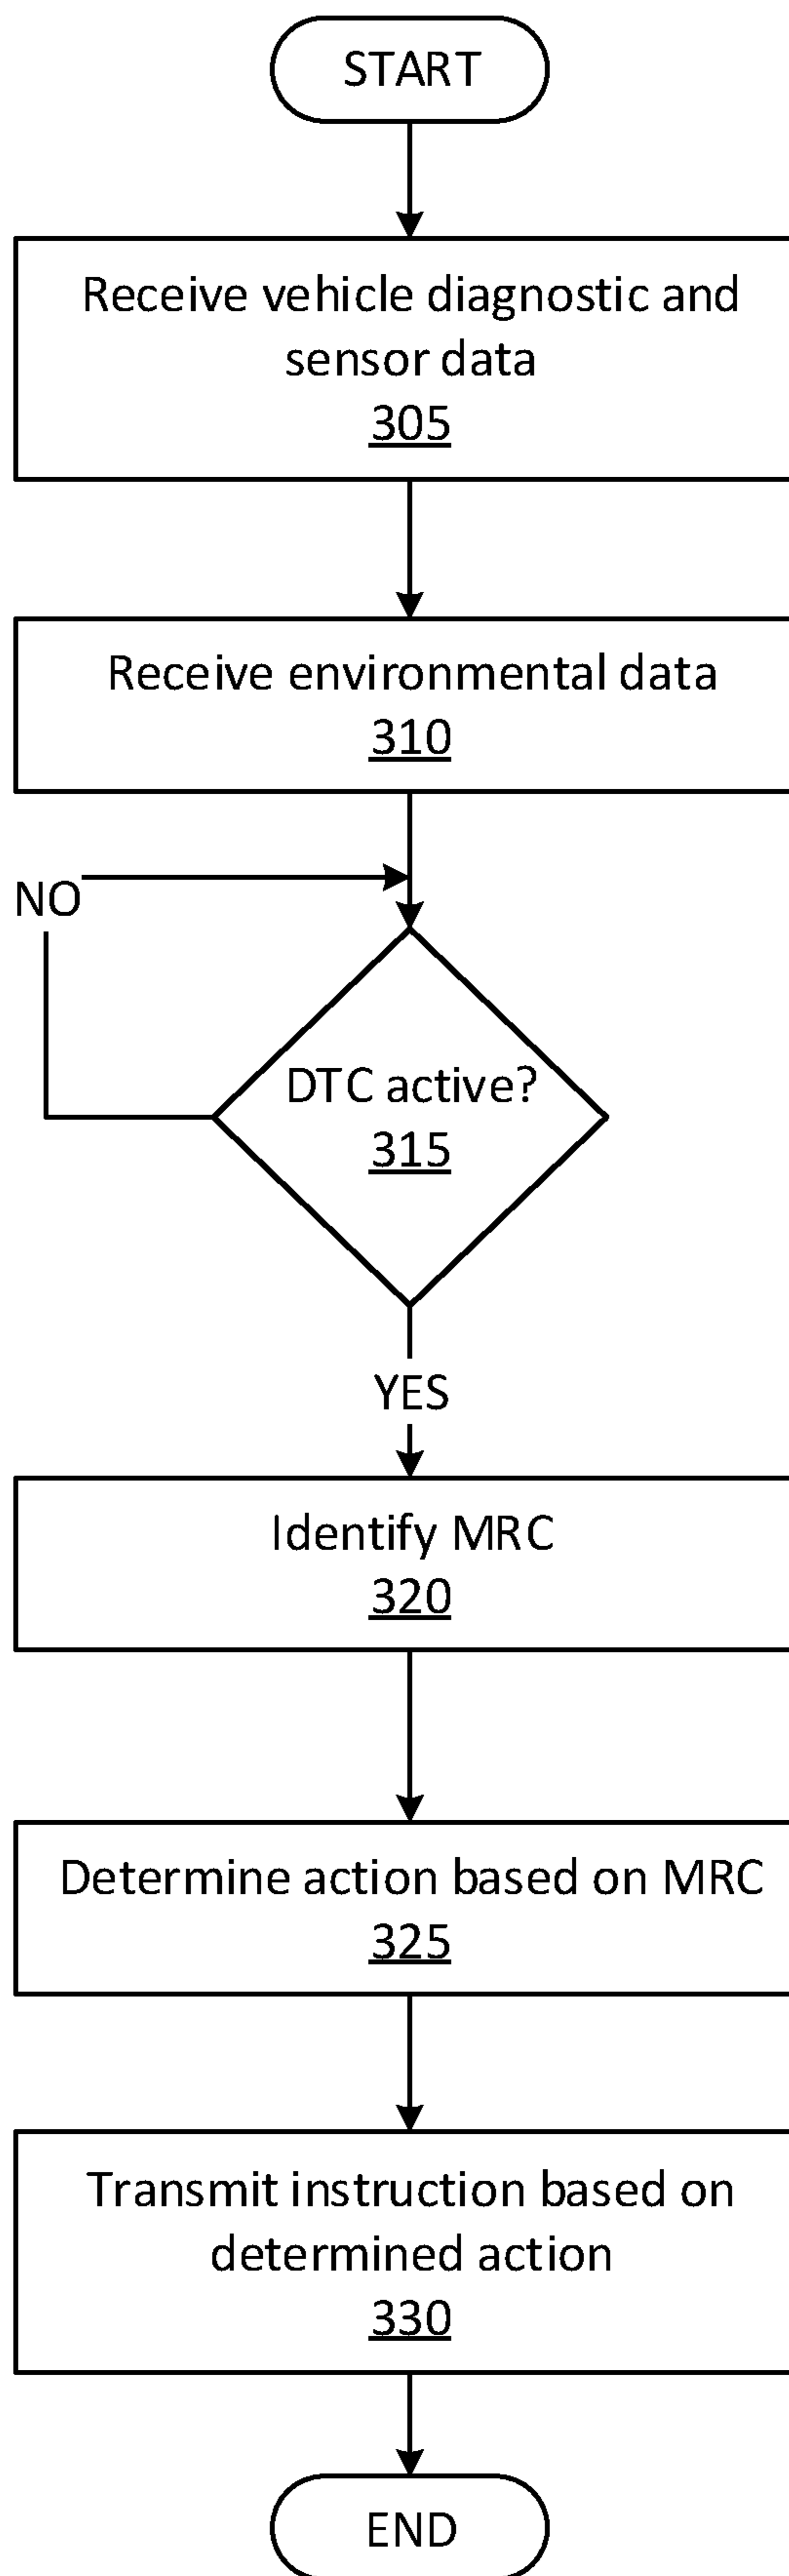 START
Receive vehicle diagnostic and
sensor data
305
Receive environmental data
310
NO
DTC active?
315
YES
Identify MRC
320
Determine action based on MRC
325
Transmit instruction based on
determined action
330
END